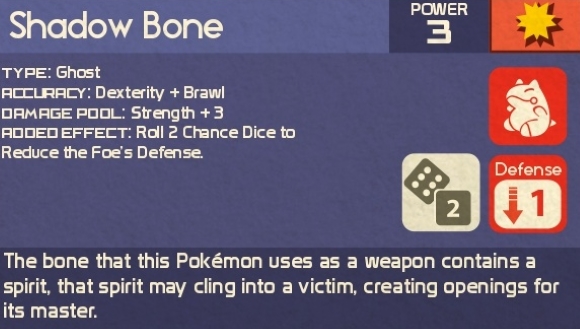 Shadow Bone
POWER
3
TYPE: Ghost
ACCURACY: Dexterity + Brawl
DAMAGE POOL: Strength + 3
ADDED EFFECT: Roll 2 Chance Dice to
Reduce the Foe's Defense.
2
Defense
1
The bone that this Pokémon uses as a weapon contains a
spirit, that spirit may cling into a victim, creating openings for
its master.